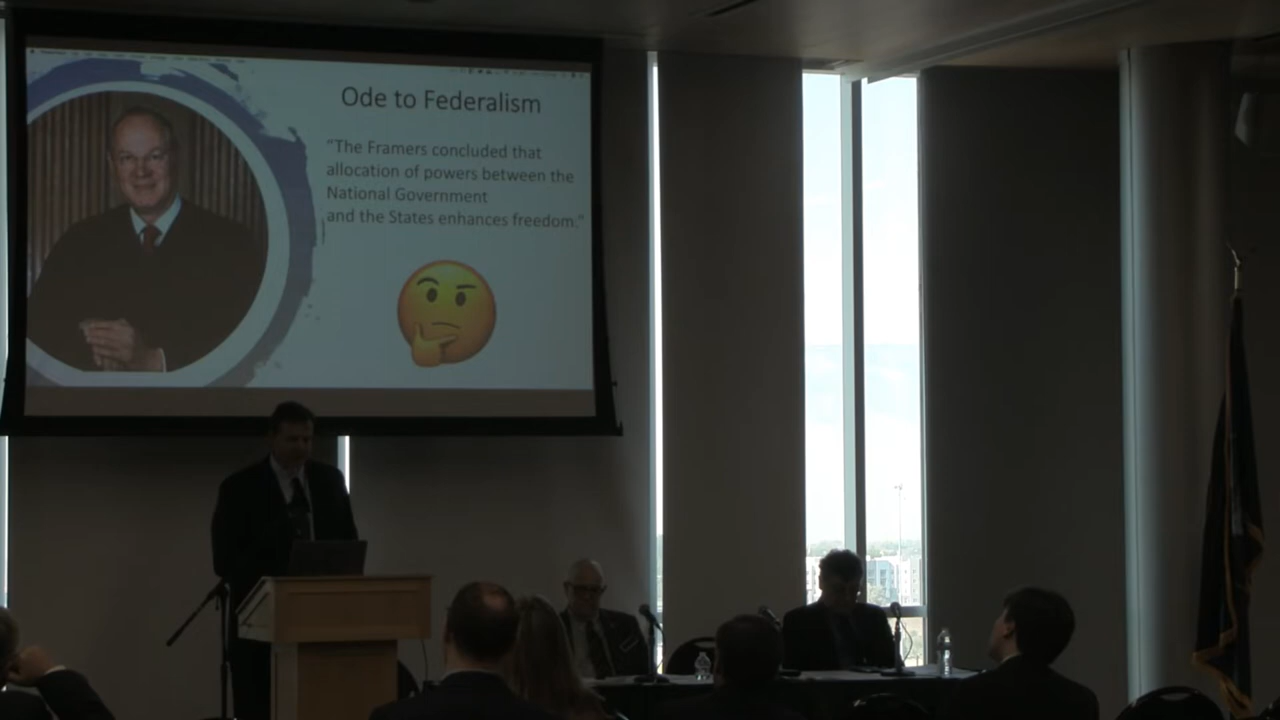 Ode to Federalism
"The Framers concluded that
allocation of powers between the
National Government
and the States enhances freedom."